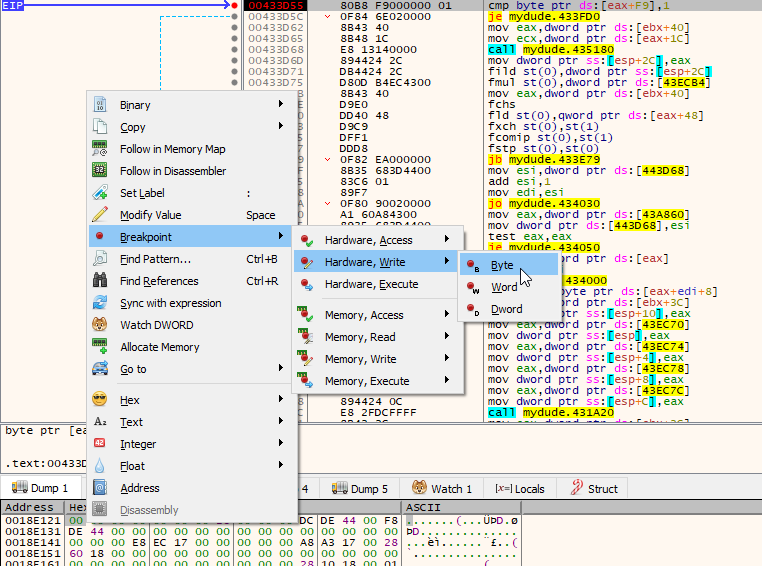 EIP 00433D55 80B8 F9000000 01 cmp byte ptr ds:[eax+F9],1
00433D5C 0F84 6E020000 je mydude.433FD0
00433D62 8B43 40 mov eax,dword ptr ds:[ebx+40]
00433D65 8B48 1C mov ecx,dword ptr ds:[eax+1C]
00433D68 E8 13140000 call mydude.435180
00433D6D 894424 2C mov dword ptr ss:[esp+2C],eax
00433D71 DB4424 2C fild st(0),dword ptr ss:[esp+2C]
00433D75 D80D B4EC4300 fmul st(0),dword ptr ds:[43ECB4]
8B43 40 mov eax,dword ptr ds:[ebx+40]
D9E0 fchs
DD40 48 fld st(0),qword ptr ds:[eax+48]
D9C9 fxch st(0),st(1)
DFF1 fcomip st(0),st(1)
DDD8 fstp st(0),st(0)
0F82 EA000000 jb mydude.433E79
8B35 683D4400 mov esi,dword ptr ds:[443D68]
83C6 01 add esi,1
89F7 mov edi,esi
0F80 90020000 jo mydude.434030
A1 60A84300 mov eax,dword ptr ds:[43A860]
mov dword ptr ds:[443D68],esi
test eax,eax
mydude.434050
dword ptr ds:[eax]
434000
byte ptr ds:[eax+edi+8]
ds:[ebx+3C]
[esp+10],eax
ds:[43EC70]
mov dword ptr ss:[esp],eax
mov eax,dword ptr ds:[43EC74]
mov dword ptr ss:[esp+4],eax
mov eax,dword ptr ds:[43EC78]
mov dword ptr ss:[esp+8],eax
mov eax,dword ptr ds:[43EC7C]
894424 0C mov dword ptr ss:[esp+C],eax
E8 2FDCFFFF call mydude.431A20
Binary
Copy
Follow in Memory Map
Follow in Disassembler
Set Label :
Modify Value Space
Breakpoint
Find Pattern... Ctrl+B
Find References Ctrl+R
Sync with expression
Watch DWORD
Allocate Memory
Go to
Hex
Text
Integer
Float
Address
Disassembly
Hardware, Access
Hardware, Write
Hardware, Execute
Memory, Access
Memory, Read
Memory, Write
Memory, Execute
Byte
Word
Dword
byte ptr
.text:00433D
Dump 1 4 Dump 5 Watch 1 [x=] Locals Struct
Address Hex ASCII
0018E121 00 DC DE 44 00 F8 .......(...ÜÞD.ø
0018E131 DE 44 00 00 00 00 00 00 00 00 00 00 00 00 00 00 ÞD..............
0018E141 00 00 00 E8 EC 17 00 00 00 A8 A3 17 00 28
0018E151 60 18 00 00 00 00 00 00 00 00 00 00 00 00 00 00
0018E161 28 10 18 00 01